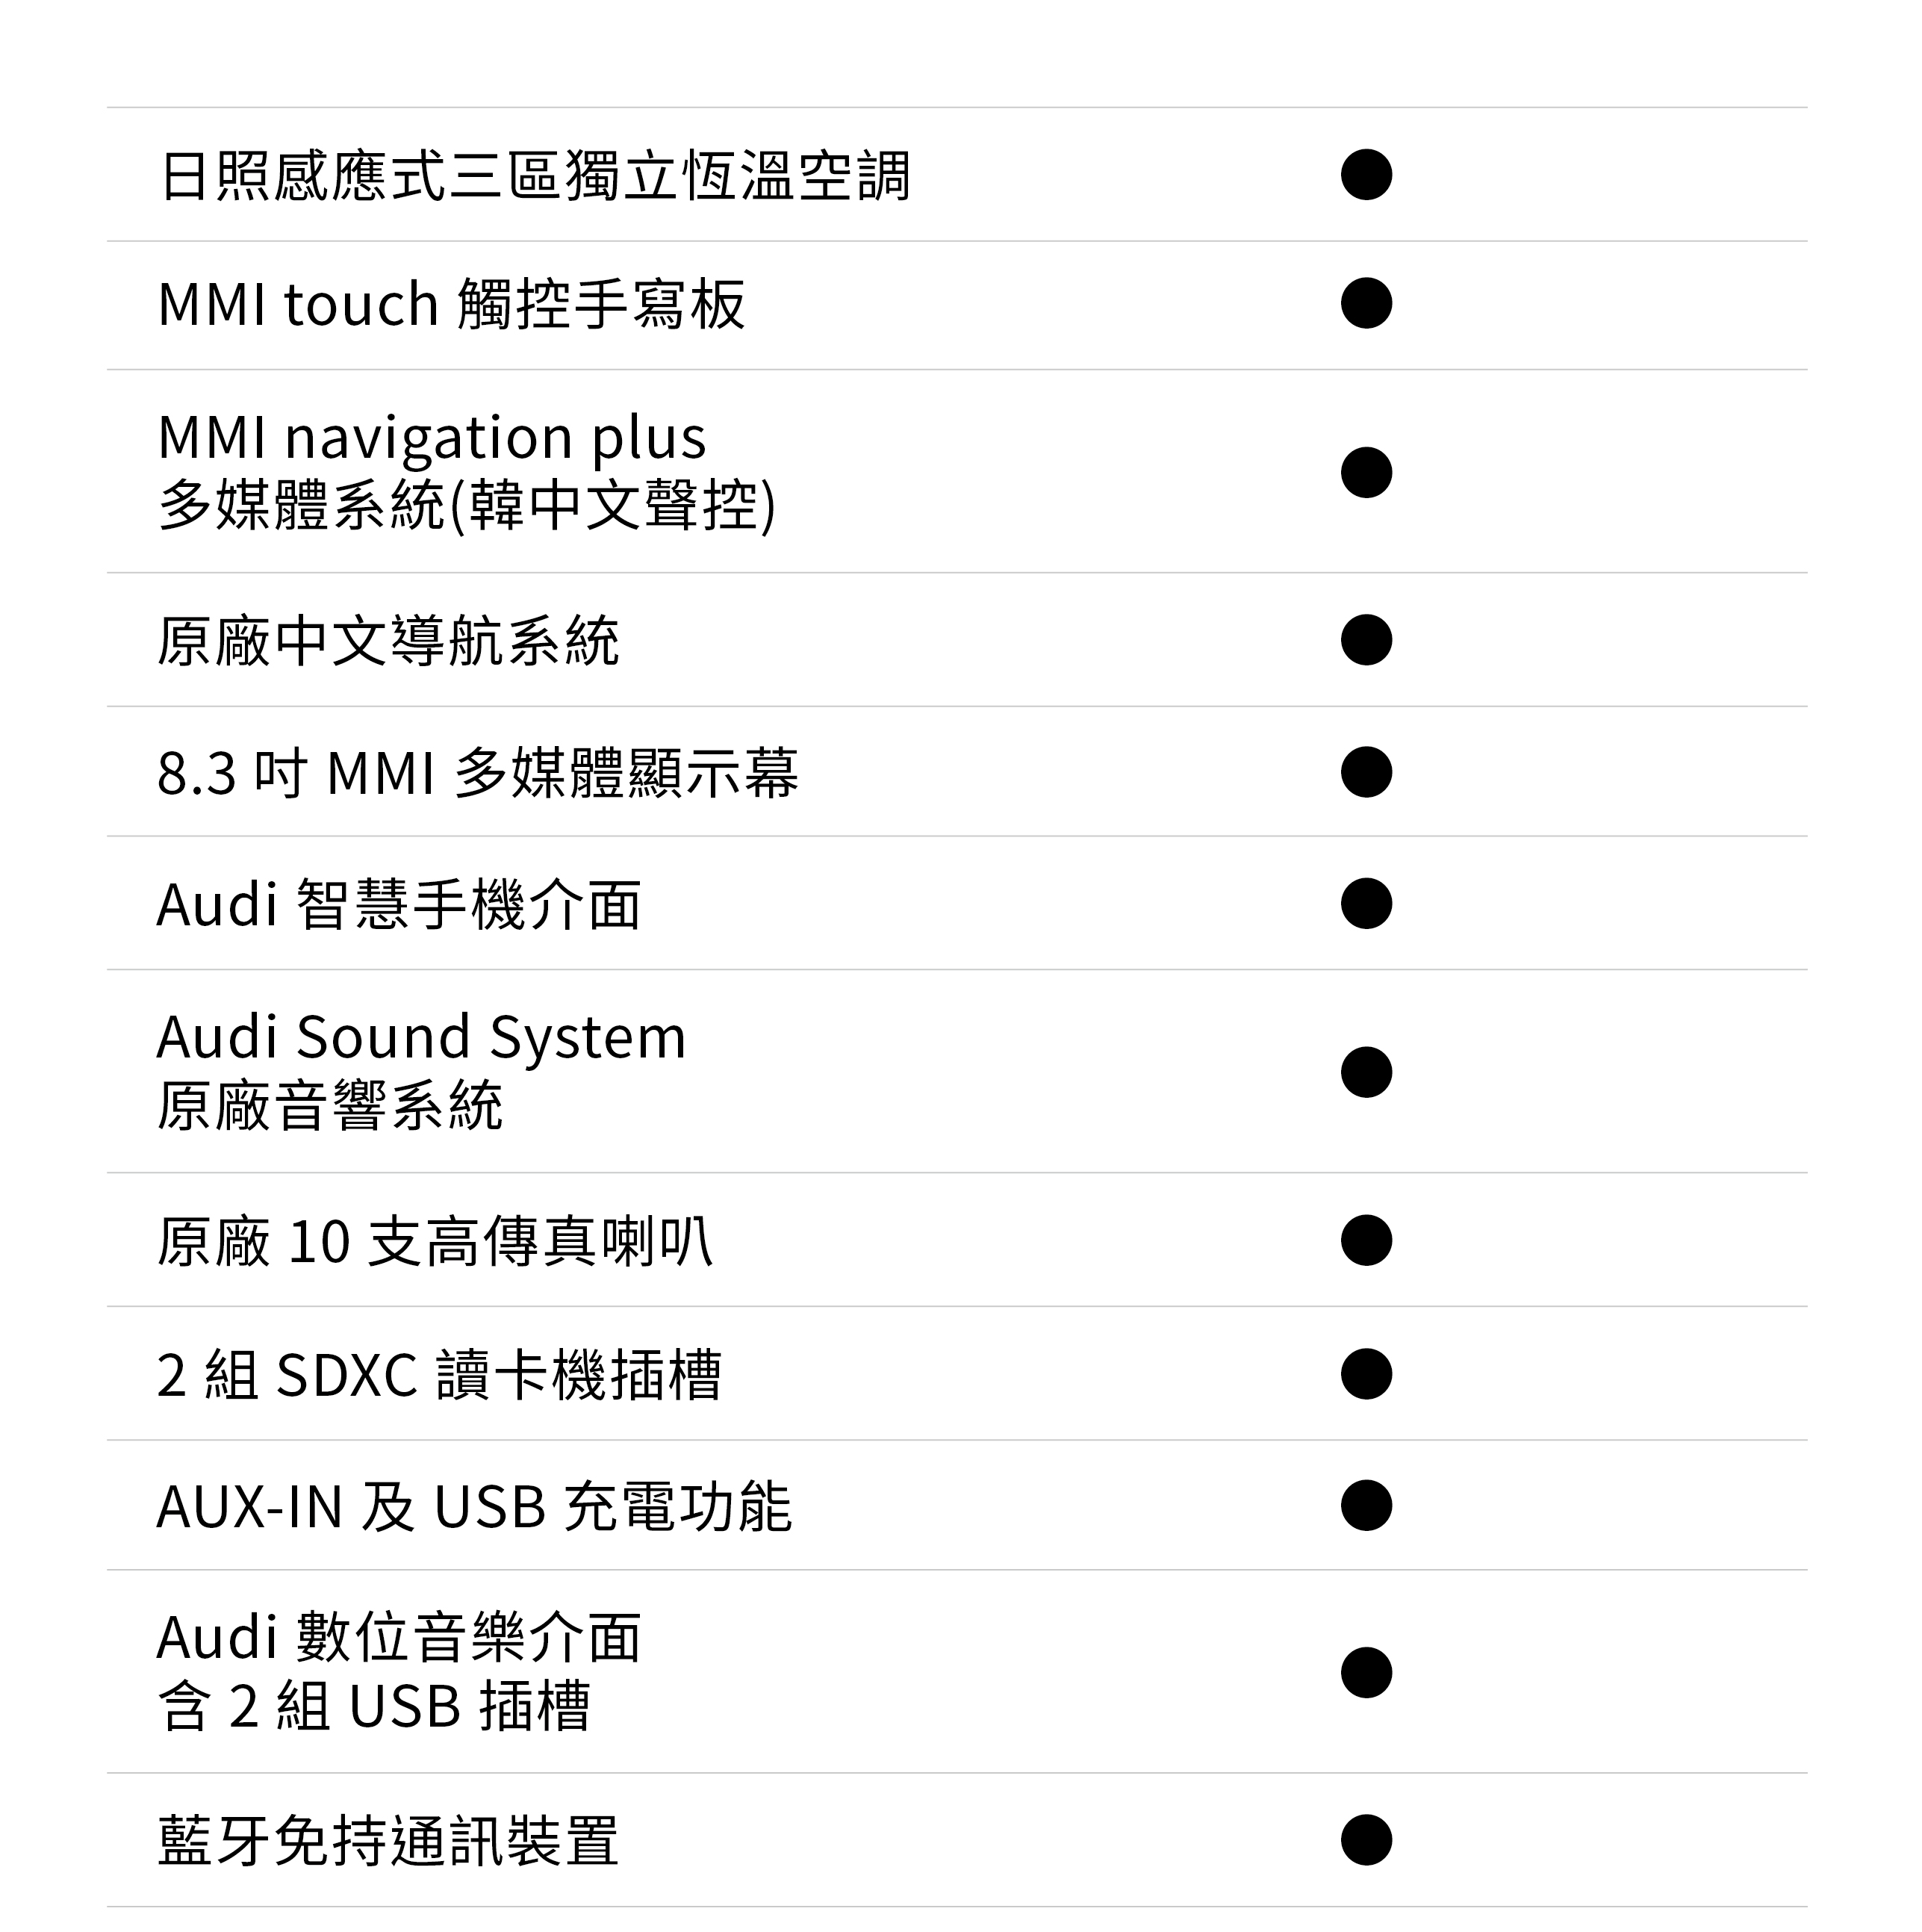 日照感應式三區獨立恆溫空調
●
MMI touch 觸控手寫板
●
MMI navigation plus
多媒體系統(韓中文聲控)
●
原廠中文導航系統
●
8.3 吋 MMI 多媒體顯示幕
●
Audi 智慧手機介面
●
Audi Sound System
原廠音響系統
●
原廠 10 支高傳真喇叭
●
2 組 SDXC 讀卡機插槽
●
AUX-IN 及 USB 充電功能
●
Audi 數位音樂介面
含 2 組 USB 插槽
●
藍牙免持通訊裝置
●